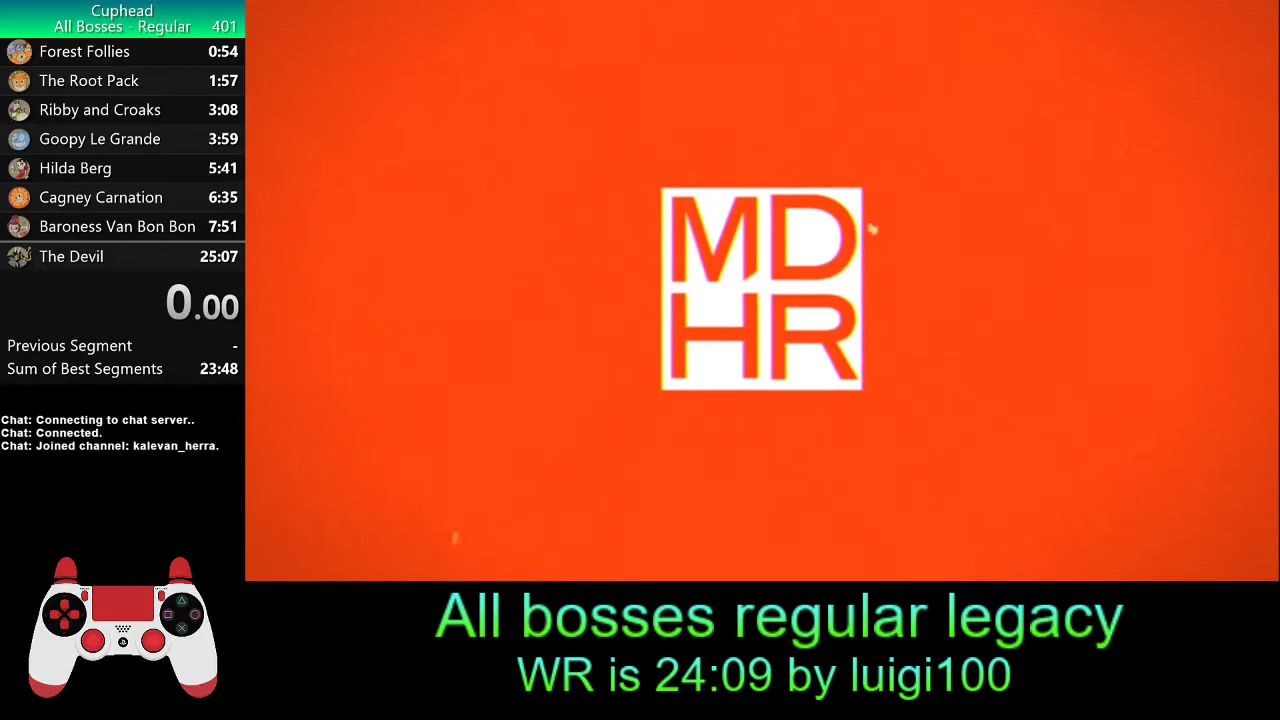 Cuphead
All Bosses - Regular 401
Forest Follies 0:54
The Root Pack 1:57
Ribby and Croaks 3:08
Goopy Le Grande 3:59
Hilda Berg 5:41
Cagney Carnation 6:35
Baroness Van Bon Bon 7:51
The Devil 25:07
0.00
Previous Segment -
Sum of Best Segments 23:48
Chat: Connecting to chat server..
Chat: Connected.
Chat: Joined channel: kalevan_herra.
MD
HR
All bosses regular legacy
WR is 24:09 by luigi100